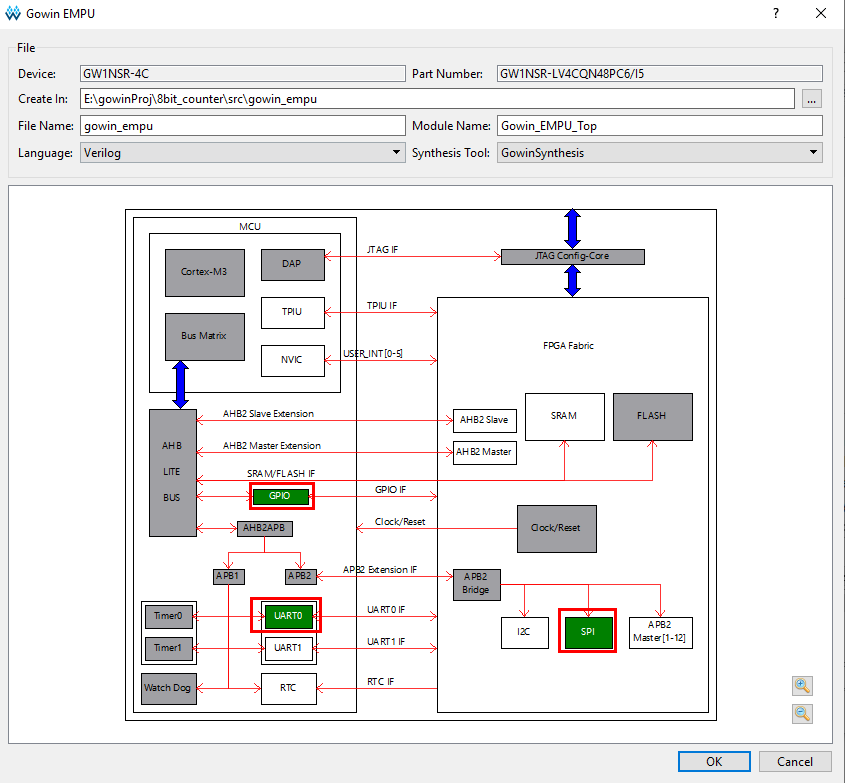 Gowin EMPU
?
File
Device: GW1NSR-4C Part Number: GW1NSR-LV4CQN48PC6/I5
Create In: E:\gowinProj\8bit_counter\src\gowin_empu ...
File Name: gowin_empu Module Name: Gowin_EMPU_Top
Language: Verilog Synthesis Tool: GowinSynthesis
MCU
Cortex-M3
DAP
JTAG IF
JTAG Config-Core
TPIU
TPIU IF
Bus Matrix
NVIC
USER_INT[0-5]
FPGA Fabric
AHB
LITE
BUS
AHB2 Slave Extension
AHB2 Slave
SRAM
FLASH
AHB2 Master Extension
AHB2 Master
SRAM/FLASH IF
GPIO
GPIO IF
AHB2APB
Clock/Reset
Clock/Reset
APB1
APB2
APB2 Extension IF
APB2
Bridge
Timer0
UART0
UART0 IF
I2C
SPI
APB2
Master[1-12]
Timer1
UART1
UART1 IF
Watch Dog
RTC
RTC IF
OK
Cancel